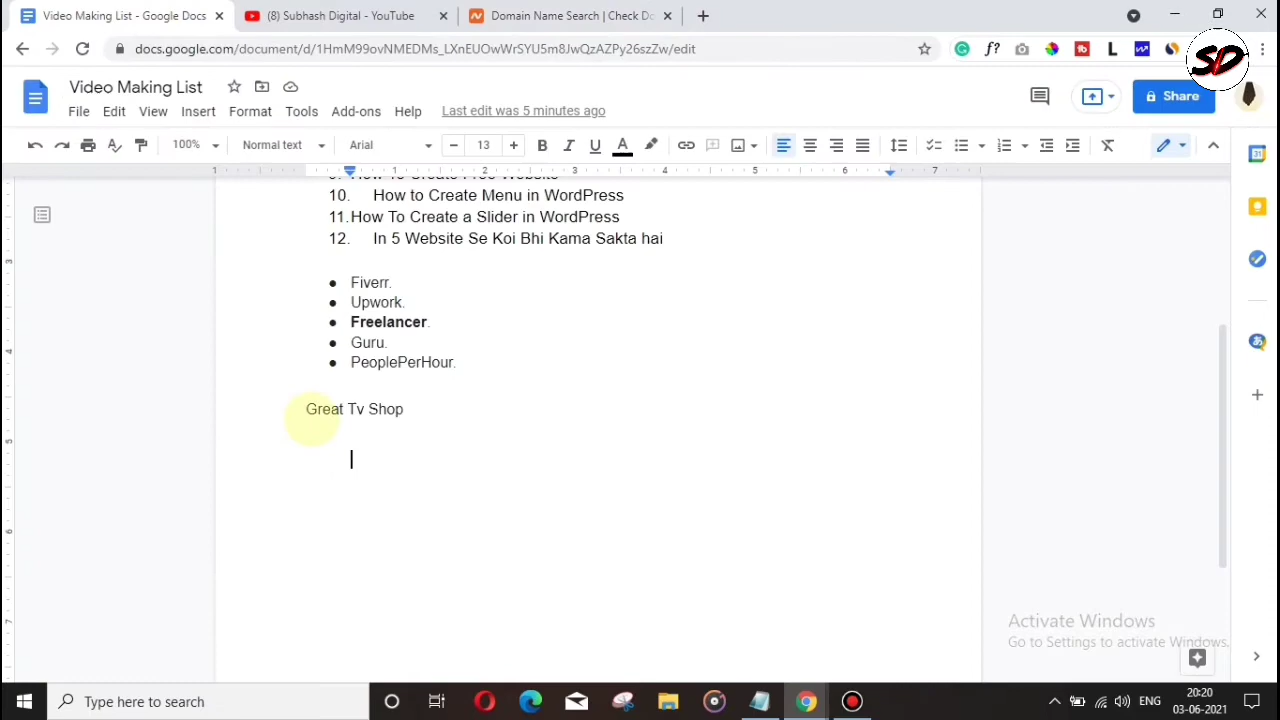 Video Making List - Google Docs
(8) Subhash Digital - YouTube
Domain Name Search | Check Do
docs.google.com/document/d/1HmM99ovNMEDMs_LXnEUOwWrSYU5m8JwQzAZPy26szZw/edit
SD
Video Making List
File Edit View Insert Format Tools Add-ons Help Last edit was 5 minutes ago
Share
100% Normal text Arial 13
10. How to Create Menu in WordPress
11. How To Create a Slider in WordPress
12. In 5 Website Se Koi Bhi Kama Sakta hai
● Fiverr.
● Upwork.
● Freelancer.
● Guru.
● PeoplePerHour.
Great Tv Shop
Activate Windows
Go to Settings to activate Windows.
Type here to search
ENG
20:20
03-06-2021